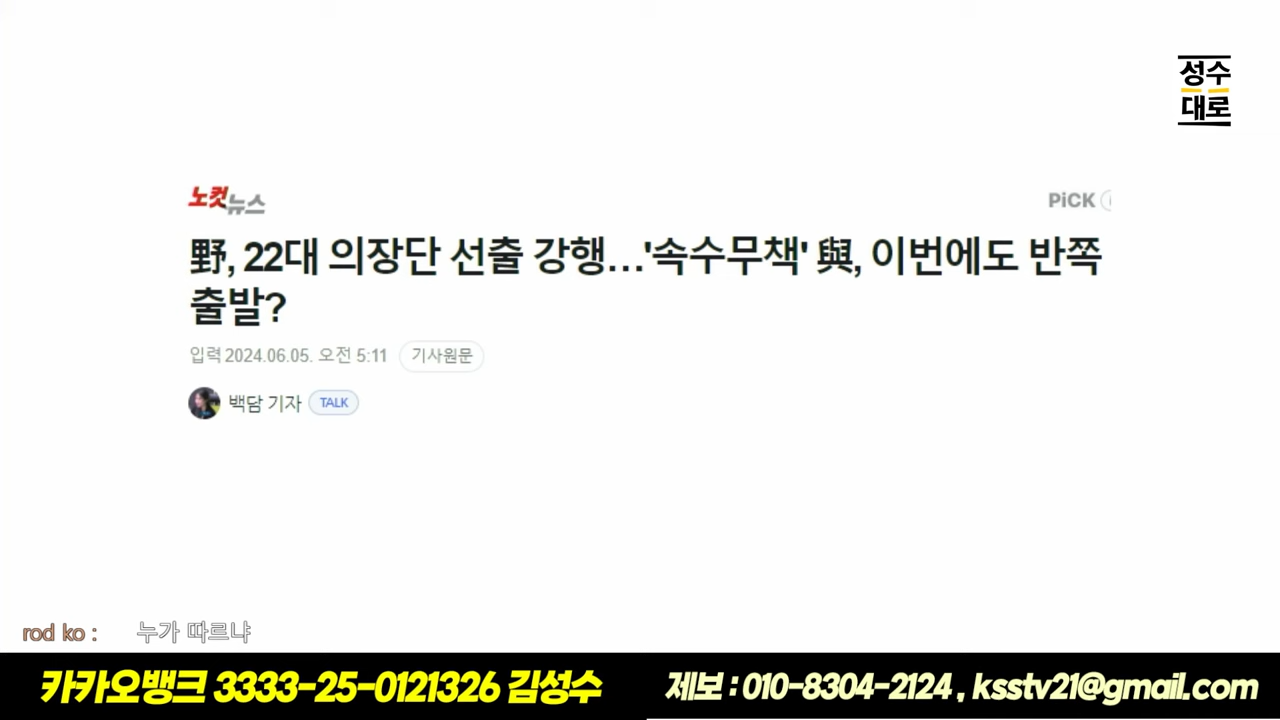 성수
대로
노컷뉴스
PiCK
野, 22대 의장단 선출 강행…'속수무책' 與, 이번에도 반쪽
출발?
입력 2024.06.05. 오전 5:11 기사원문
백담 기자 TALK
rod ko : 누가 따르냐
카카오뱅크 3333-25-0121326 김성수 제보 : 010-8304-2124 , ksstv21@gmail.com